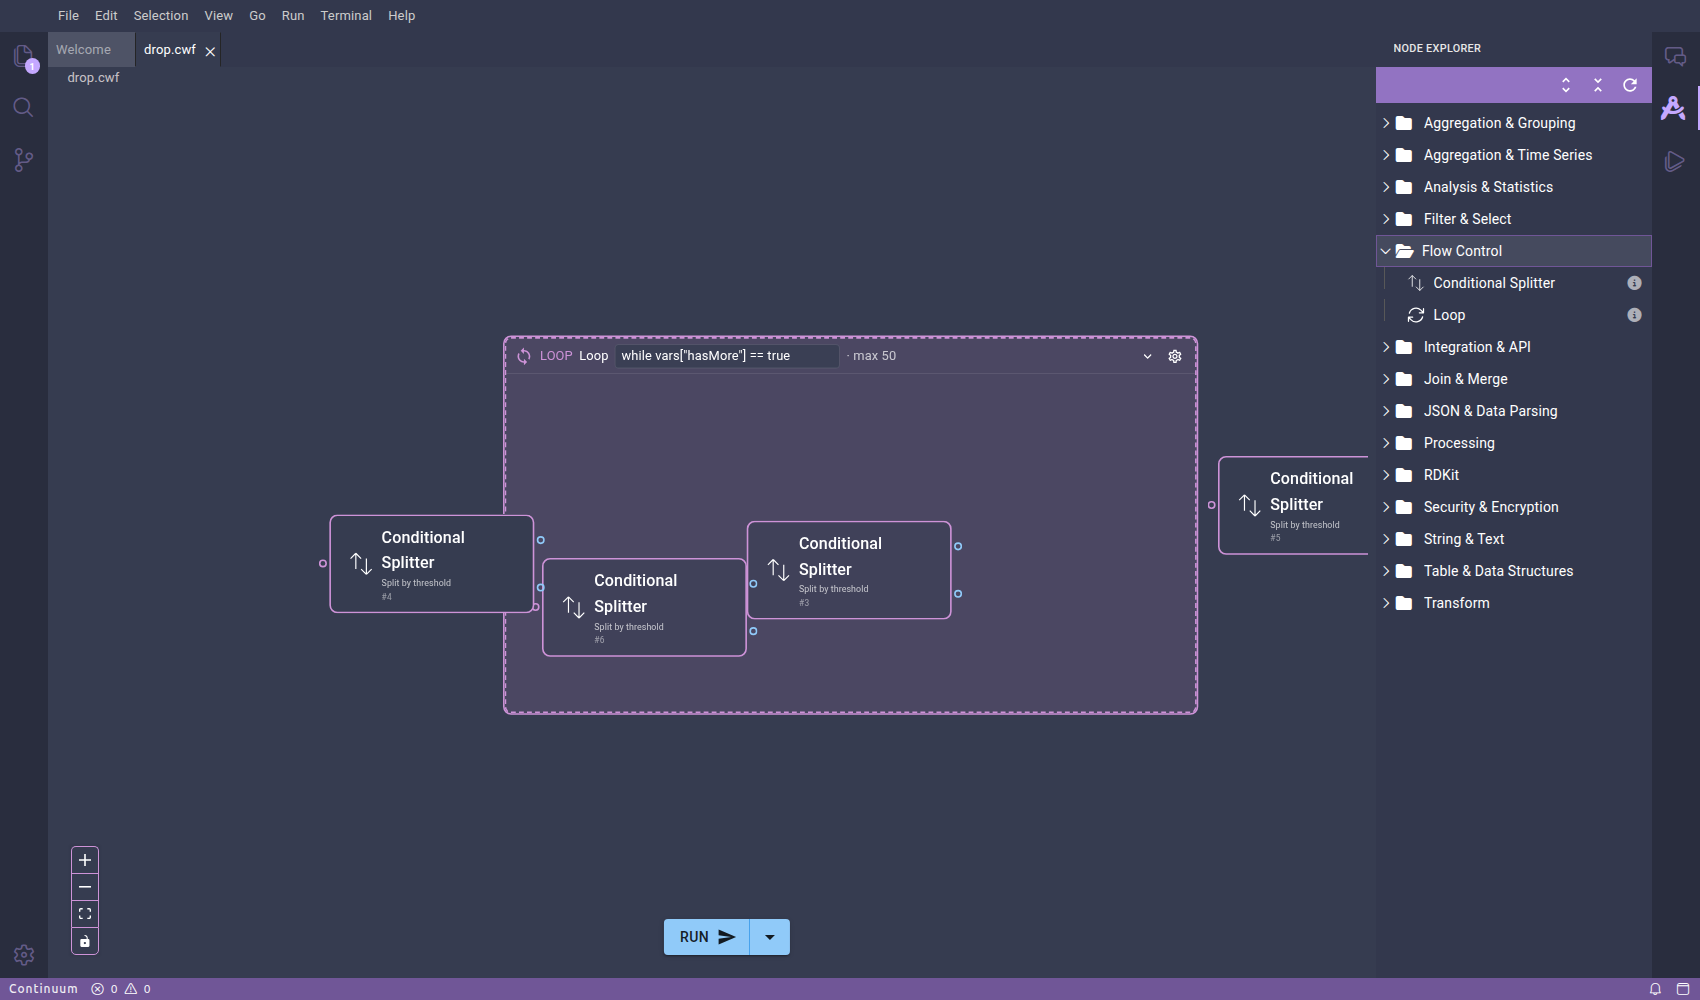 File Edit Selection View Go Run Terminal Help
Welcome
drop.cwf
drop.cwf
1
LOOP Loop while vars["hasMore"] == true · max 50
Conditional
Splitter
Split by threshold
#4
Conditional
Splitter
Split by threshold
#6
Conditional
Splitter
Split by threshold
#3
Conditional
Splitter
Split by threshold
#5
RUN
NODE EXPLORER
Aggregation & Grouping
Aggregation & Time Series
Analysis & Statistics
Filter & Select
Flow Control
Conditional Splitter
Loop
Integration & API
Join & Merge
JSON & Data Parsing
Processing
RDKit
Security & Encryption
String & Text
Table & Data Structures
Transform
Continuum 0 0